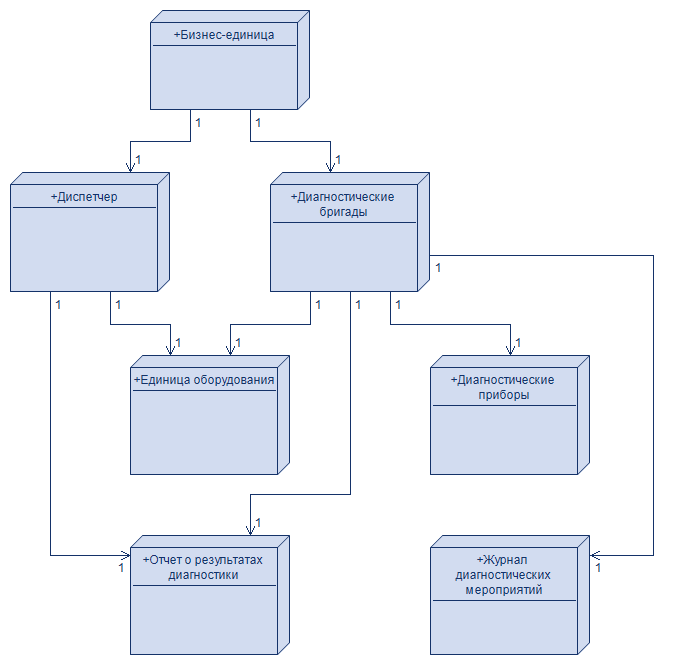 +Бизнес-единица
1
1
1
1
+Диспетчер
+Диагностические
бригады
1
1
1
1
1
1
1
1
1
+Единица оборудования
+Диагностические
приборы
1
+Отчет о результатах
диагностики
1
+Журнал
диагностических
мероприятий
1